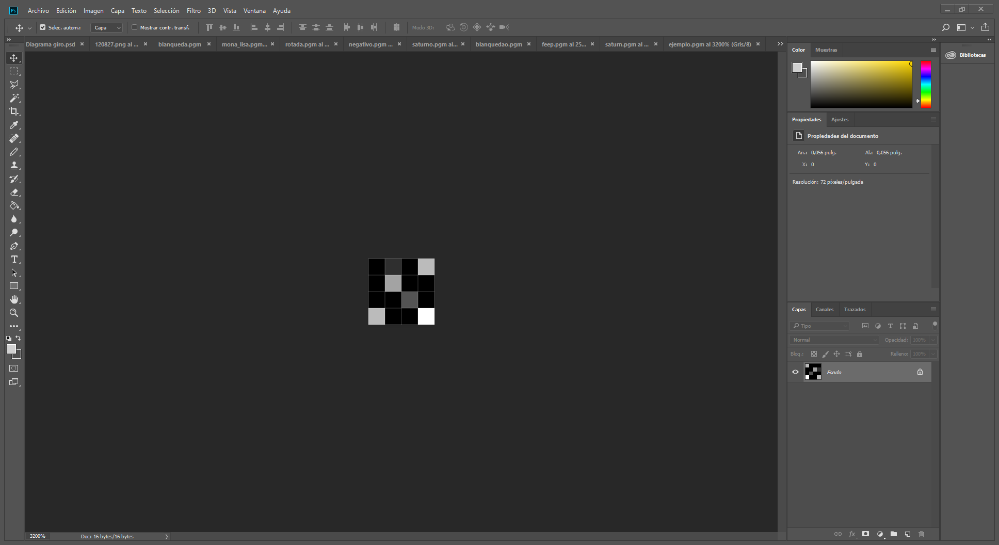 Ps Archivo Edición Imagen Capa Texto Selección Filtro 3D Vista Ventana Ayuda
Selec. autom.: Capa Mostrar contr. transf. Modo 3D:
Diagrama giro.psd 120827.png al ... blanqueda.pgm mona_lisa.pgm... rotada.pgm al ... negativo.pgm ... saturno.pgm al... blanquedao.pgm feep.pgm al 25... saturn.pgm al ... ejemplo.pgm al 3200% (Gris/8)
Color Muestras
Bibliotecas
Propiedades Ajustes
Propiedades del documento
An.: 0,056 pulg. Al.: 0,056 pulg.
X: 0 Y: 0
Resolución: 72 píxeles/pulgada
Capas Canales Trazados
Tipo
Normal Opacidad: 100%
Bloq.: Relleno: 100%
Fondo
fx
3200% Doc: 16 bytes/16 bytes